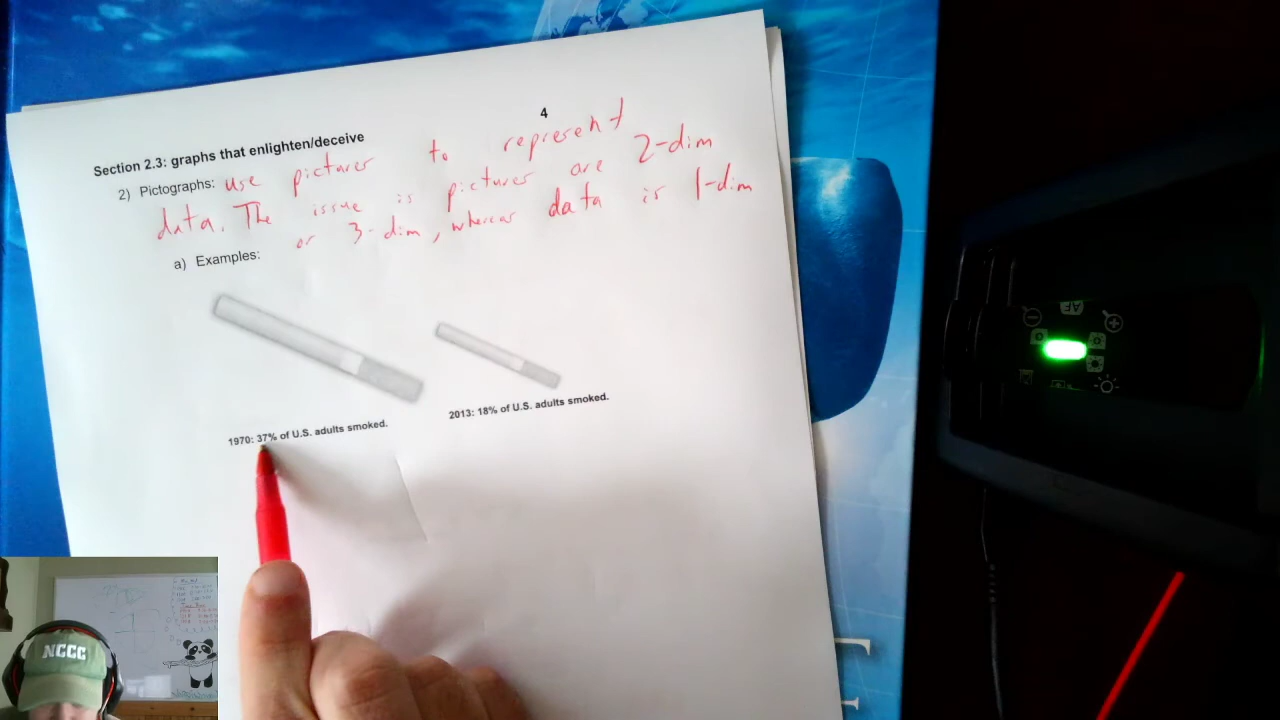 4
Section 2.3: graphs that enlighten/deceive
2) Pictographs: use pictures to represent
data. The issue is pictures are 2-dim
or 3-dim, whereas data is 1-dim
a) Examples:
1970: 37% of U.S. adults smoked.
2013: 18% of U.S. adults smoked.
AF
NCCC